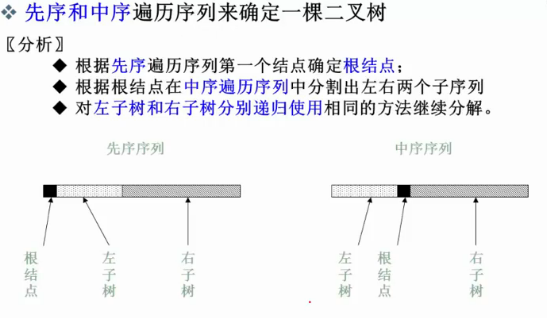 ❖ 先序和中序遍历序列来确定一棵二叉树
〖分析〗
◆ 根据先序遍历序列第一个结点确定根结点;
◆ 根据根结点在中序遍历序列中分割出左右两个子序列
◆ 对左子树和右子树分别递归使用相同的方法继续分解。
先序序列
中序序列
根结点
左子树
右子树
左子树
根结点
右子树